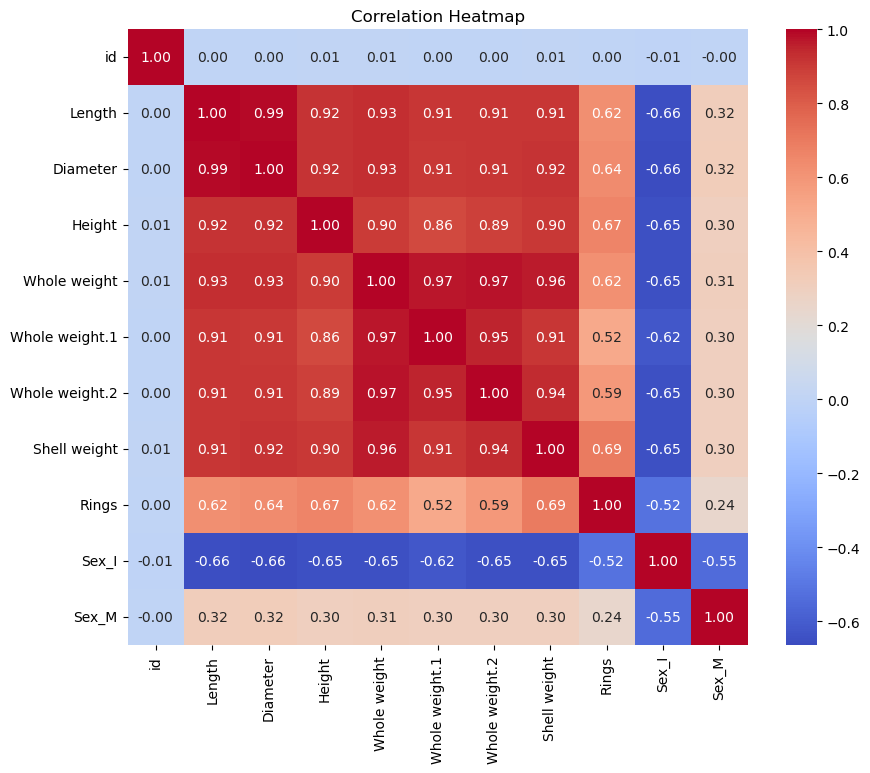 Correlation Heatmap
id 1.00 0.00 0.00 0.01 0.01 0.00 0.00 0.01 0.00 -0.01 -0.00
Length 0.00 1.00 0.99 0.92 0.93 0.91 0.91 0.91 0.62 -0.66 0.32
Diameter 0.00 0.99 1.00 0.92 0.93 0.91 0.91 0.92 0.64 -0.66 0.32
Height 0.01 0.92 0.92 1.00 0.90 0.86 0.89 0.90 0.67 -0.65 0.30
Whole weight 0.01 0.93 0.93 0.90 1.00 0.97 0.97 0.96 0.62 -0.65 0.31
Whole weight.1 0.00 0.91 0.91 0.86 0.97 1.00 0.95 0.91 0.52 -0.62 0.30
Whole weight.2 0.00 0.91 0.91 0.89 0.97 0.95 1.00 0.94 0.59 -0.65 0.30
Shell weight 0.01 0.91 0.92 0.90 0.96 0.91 0.94 1.00 0.69 -0.65 0.30
Rings 0.00 0.62 0.64 0.67 0.62 0.52 0.59 0.69 1.00 -0.52 0.24
Sex_I -0.01 -0.66 -0.66 -0.65 -0.65 -0.62 -0.65 -0.65 -0.52 1.00 -0.55
Sex_M -0.00 0.32 0.32 0.30 0.31 0.30 0.30 0.30 0.24 -0.55 1.00
id
Length
Diameter
Height
Whole weight
Whole weight.1
Whole weight.2
Shell weight
Rings
Sex_I
Sex_M
1.0
0.8
0.6
0.4
0.2
0.0
−0.2
−0.4
−0.6